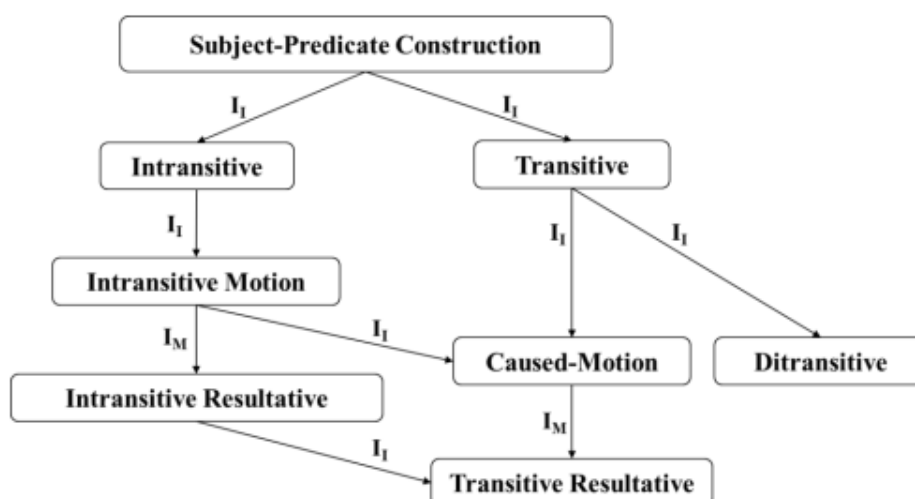 Subject-Predicate Construction
I_I
I_I
Intransitive
Transitive
I_I
I_I
I_I
Intransitive Motion
I_M
I_I
Caused-Motion
Ditransitive
Intransitive Resultative
I_M
I_I
Transitive Resultative